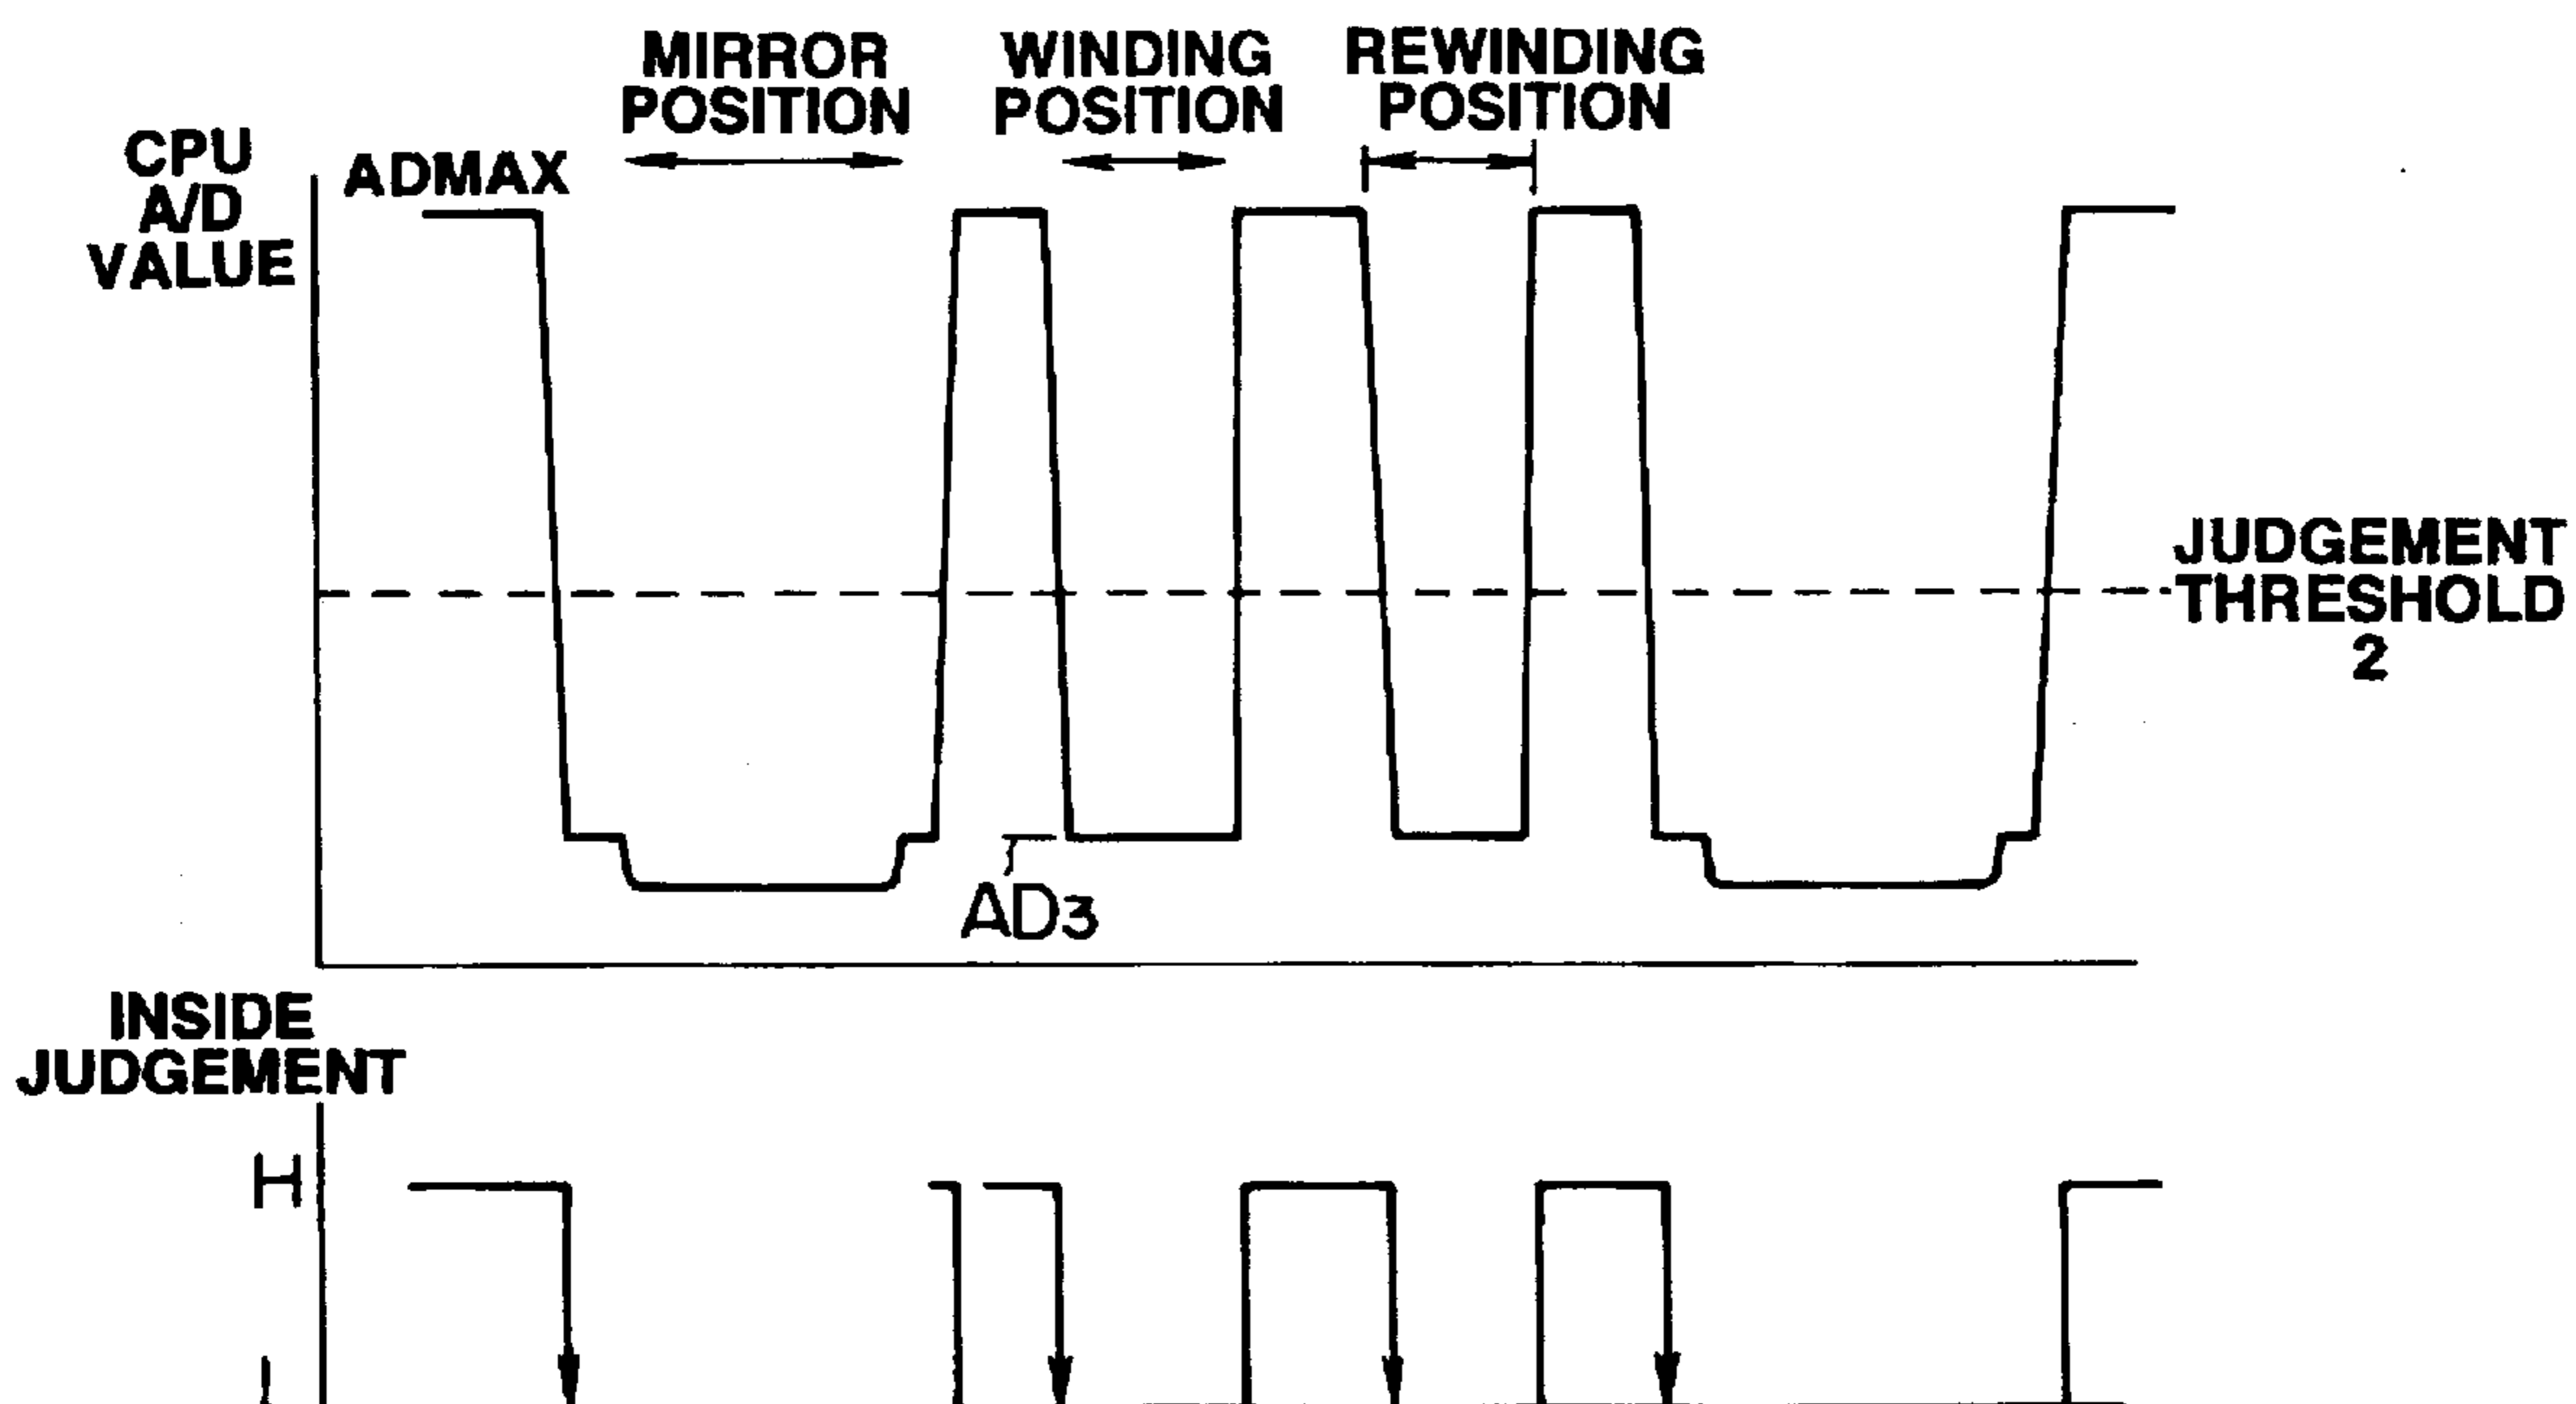 MIRROR
POSITION
WINDING
POSITION
REWINDING
POSITION
CPU
A/D
VALUE
ADMAX
JUDGEMENT
THRESHOLD
2
AD3
INSIDE
JUDGEMENT
H